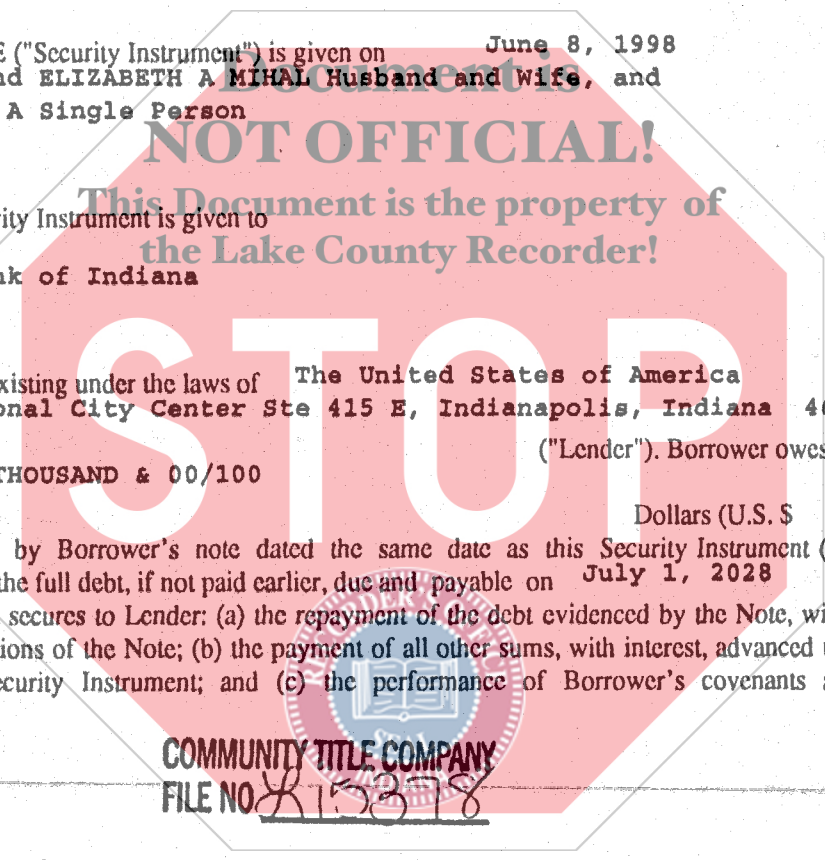 E ("Security Instrument") is given on June 8, 1998
nd ELIZABETH A MIHAL Husband and Wife, and
Document is
A Single Person
NOT OFFICIAL!
This Document is the property of
rity Instrument is given to
the Lake County Recorder!
nk of Indiana
STOP
xisting under the laws of The United States of America
onal City Center Ste 415 E, Indianapolis, Indiana 46
("Lender"). Borrower owes
THOUSAND & 00/100
Dollars (U.S. $
by Borrower's note dated the same date as this Security Instrument (
the full debt, if not paid earlier, due and payable on July 1, 2028
secures to Lender: (a) the repayment of the debt evidenced by the Note, wi
ions of the Note; (b) the payment of all other sums, with interest, advanced u
ecurity Instrument; and (c) the performance of Borrower's covenants a
SEAL
INDIANA
COMMUNITY TITLE COMPANY
FILE NO